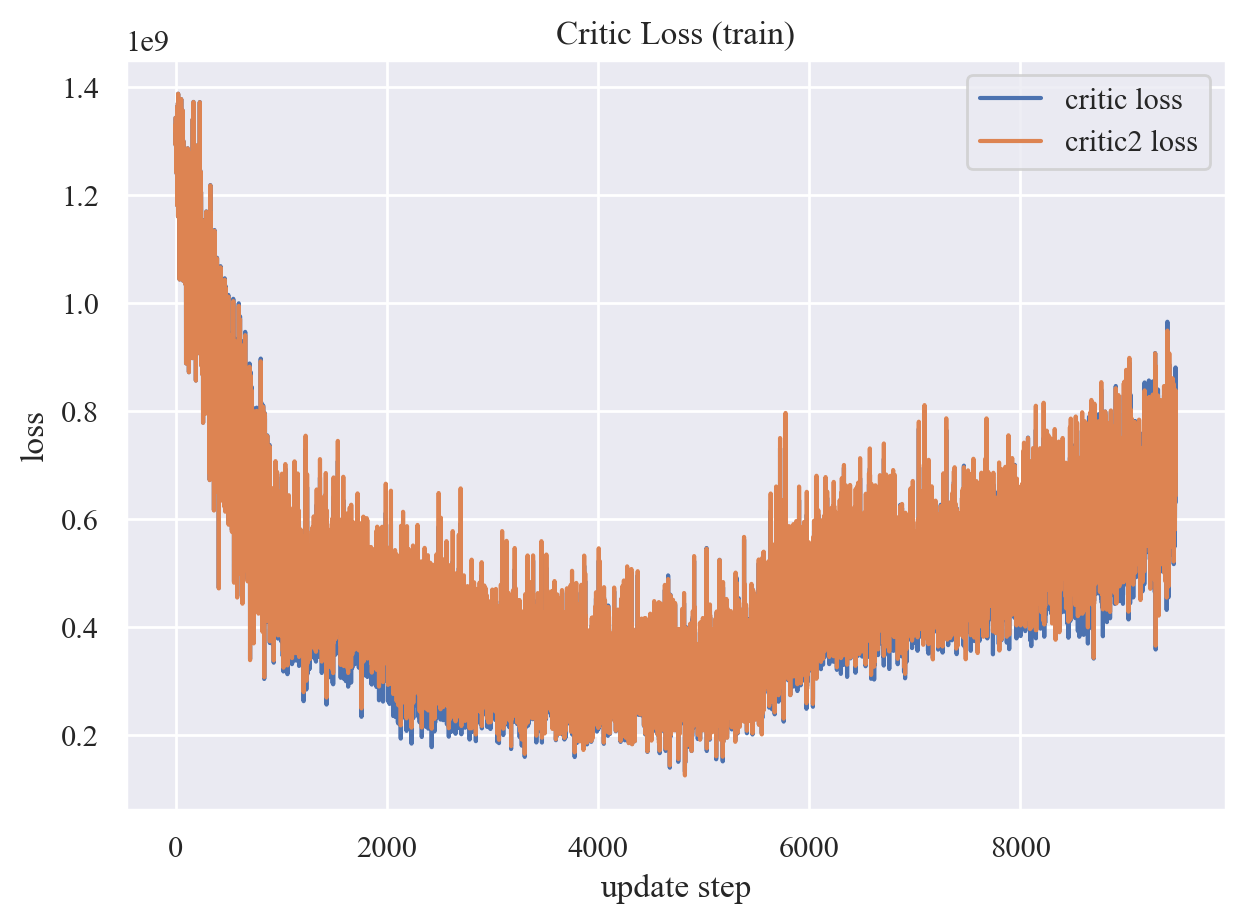 Critic Loss (train)
1e9
1.4
1.2
1.0
0.8
0.6
0.4
0.2
loss
critic loss
critic2 loss
0 2000 4000 6000 8000
update step